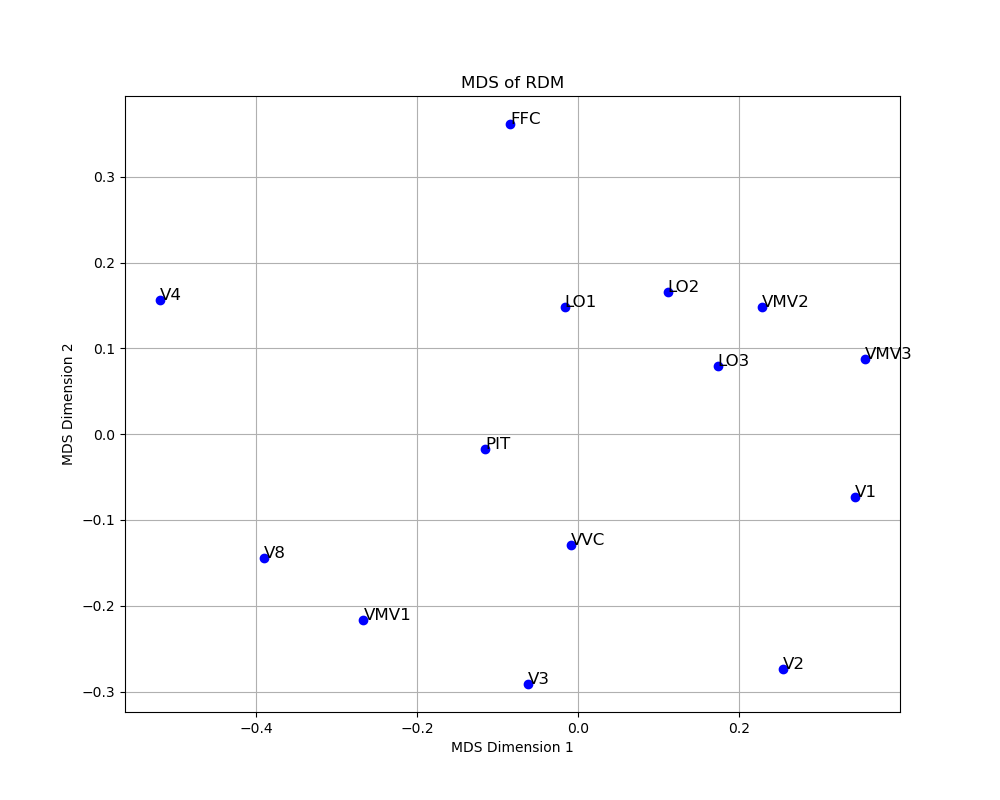 MDS of RDM
FFC
0.3
0.2
V4
LO1
LO2
VMV2
0.1
LO3
VMV3
MDS Dimension 2
0.0
PIT
V1
−0.1
VVC
V8
−0.2
VMV1
V2
V3
−0.3
−0.4
−0.2
0.0
0.2
MDS Dimension 1